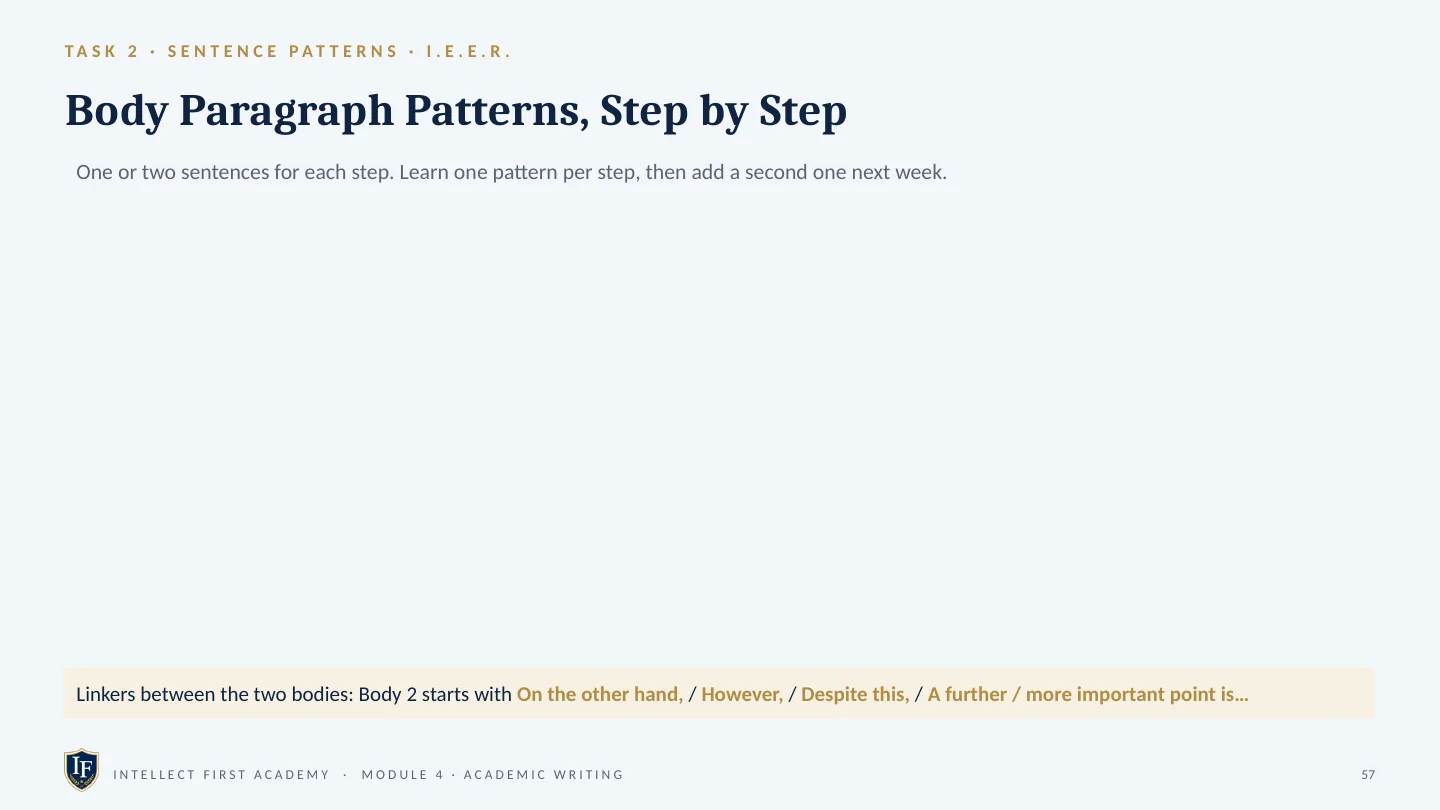 TASK 2 · SENTENCE PATTERNS · I.E.E.R.
Body Paragraph Patterns, Step by Step
One or two sentences for each step. Learn one pattern per step, then add a second one next week.
Linkers between the two bodies: Body 2 starts with On the other hand, / However, / Despite this, / A further / more important point is…
IF
INTELLECT FIRST ACADEMY · MODULE 4 · ACADEMIC WRITING
57